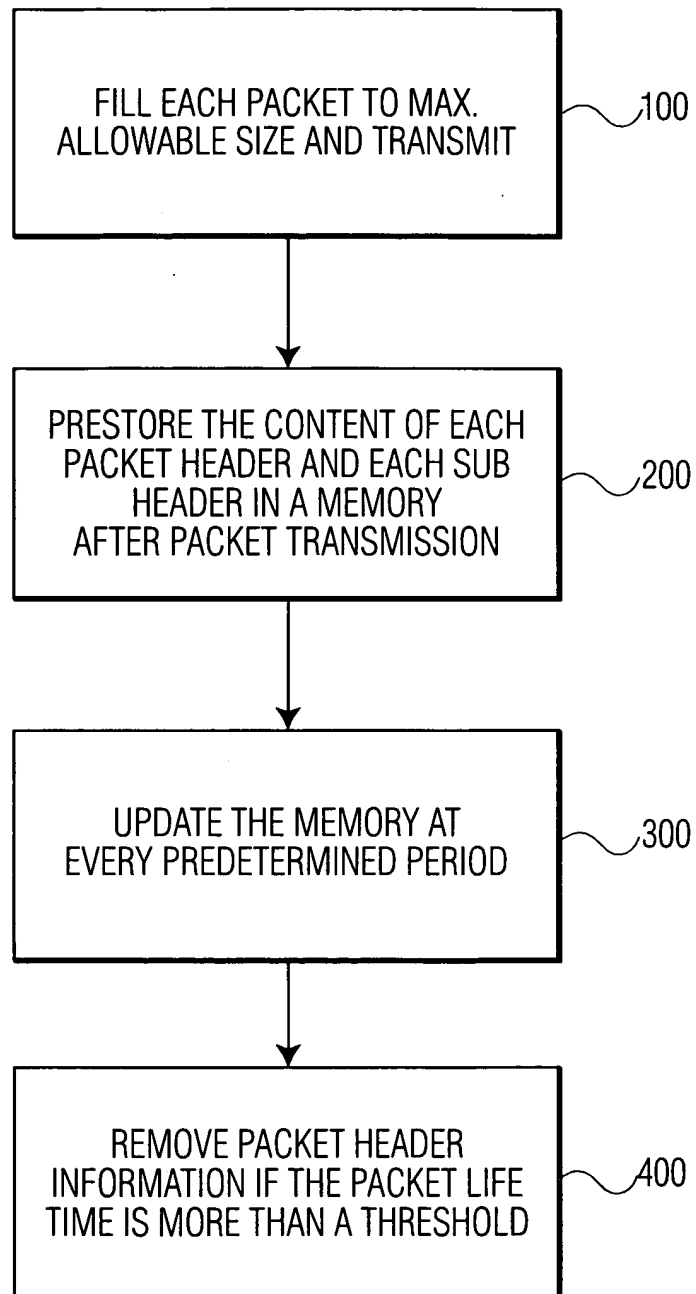 FILL EACH PACKET TO MAX.
ALLOWABLE SIZE AND TRANSMIT
100
PRESTORE THE CONTENT OF EACH
PACKET HEADER AND EACH SUB
HEADER IN A MEMORY
AFTER PACKET TRANSMISSION
200
UPDATE THE MEMORY AT
EVERY PREDETERMINED PERIOD
300
REMOVE PACKET HEADER
INFORMATION IF THE PACKET LIFE
TIME IS MORE THAN A THRESHOLD
400